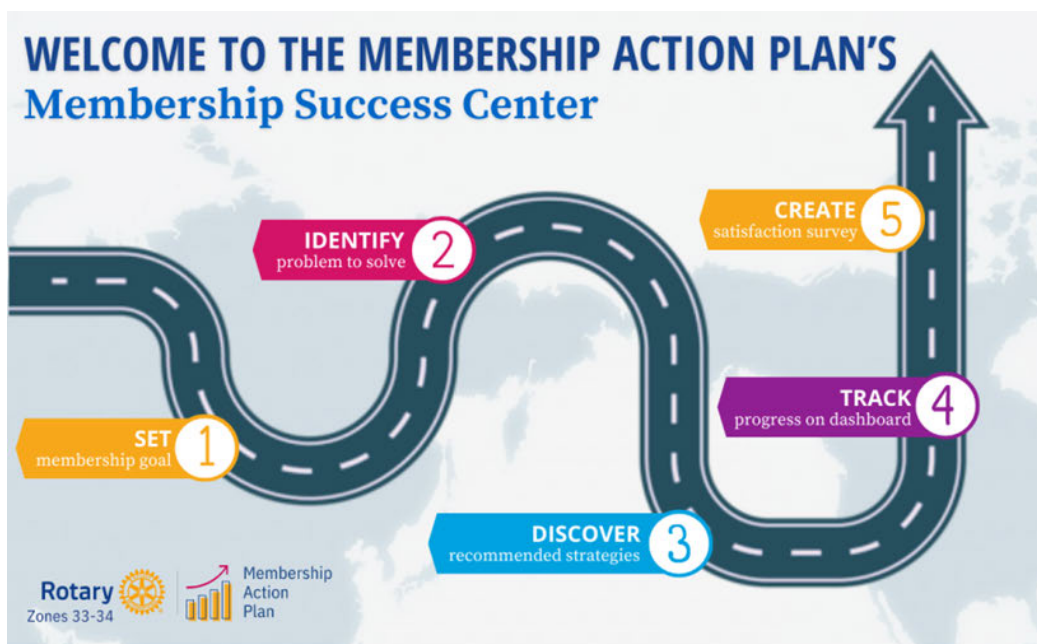 WELCOME TO THE MEMBERSHIP ACTION PLAN'S
Membership Success Center
SET
membership goal
1
IDENTIFY
problem to solve
2
DISCOVER
recommended strategies
3
TRACK
progress on dashboard
4
CREATE
satisfaction survey
5
Rotary
Zones 33-34
Membership
Action
Plan